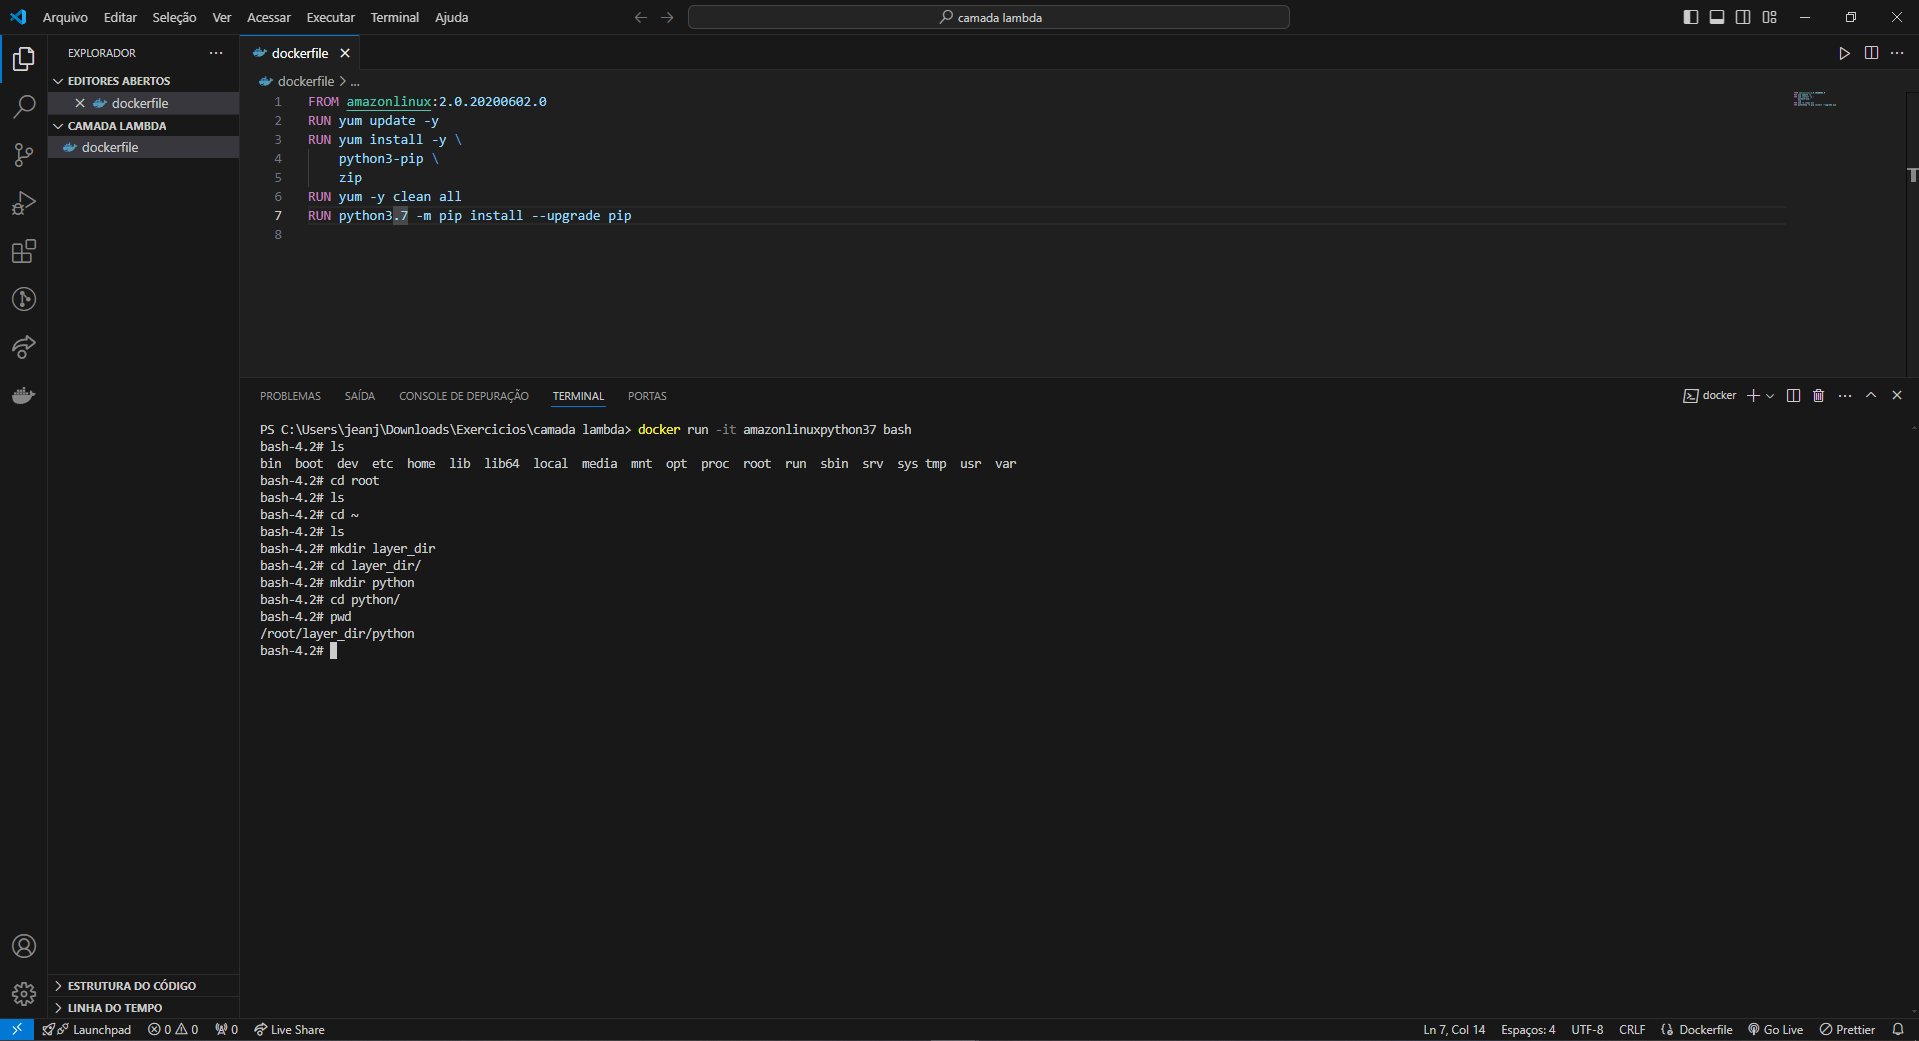 Arquivo Editar Seleção Ver Acessar Executar Terminal Ajuda
camada lambda
EXPLORADOR
EDITORES ABERTOS
dockerfile
CAMADA LAMBDA
dockerfile
dockerfile
dockerfile > ...
1 FROM amazonlinux:2.0.20200602.0
2 RUN yum update -y
3 RUN yum install -y \
4 python3-pip \
5 zip
6 RUN yum -y clean all
7 RUN python3.7 -m pip install --upgrade pip
8
PROBLEMAS SAÍDA CONSOLE DE DEPURAÇÃO TERMINAL PORTAS
docker
PS C:\Users\jeanj\Downloads\Exercicios\camada lambda> docker run -it amazonlinuxpython37 bash
bash-4.2# ls
bin boot dev etc home lib lib64 local media mnt opt proc root run sbin srv sys tmp usr var
bash-4.2# cd root
bash-4.2# ls
bash-4.2# cd ~
bash-4.2# ls
bash-4.2# mkdir layer_dir
bash-4.2# cd layer_dir/
bash-4.2# mkdir python
bash-4.2# cd python/
bash-4.2# pwd
/root/layer_dir/python
bash-4.2#
ESTRUTURA DO CÓDIGO
LINHA DO TEMPO
Launchpad 0 0 0 Live Share
Ln 7, Col 14 Espaços: 4 UTF-8 CRLF Dockerfile Go Live Prettier